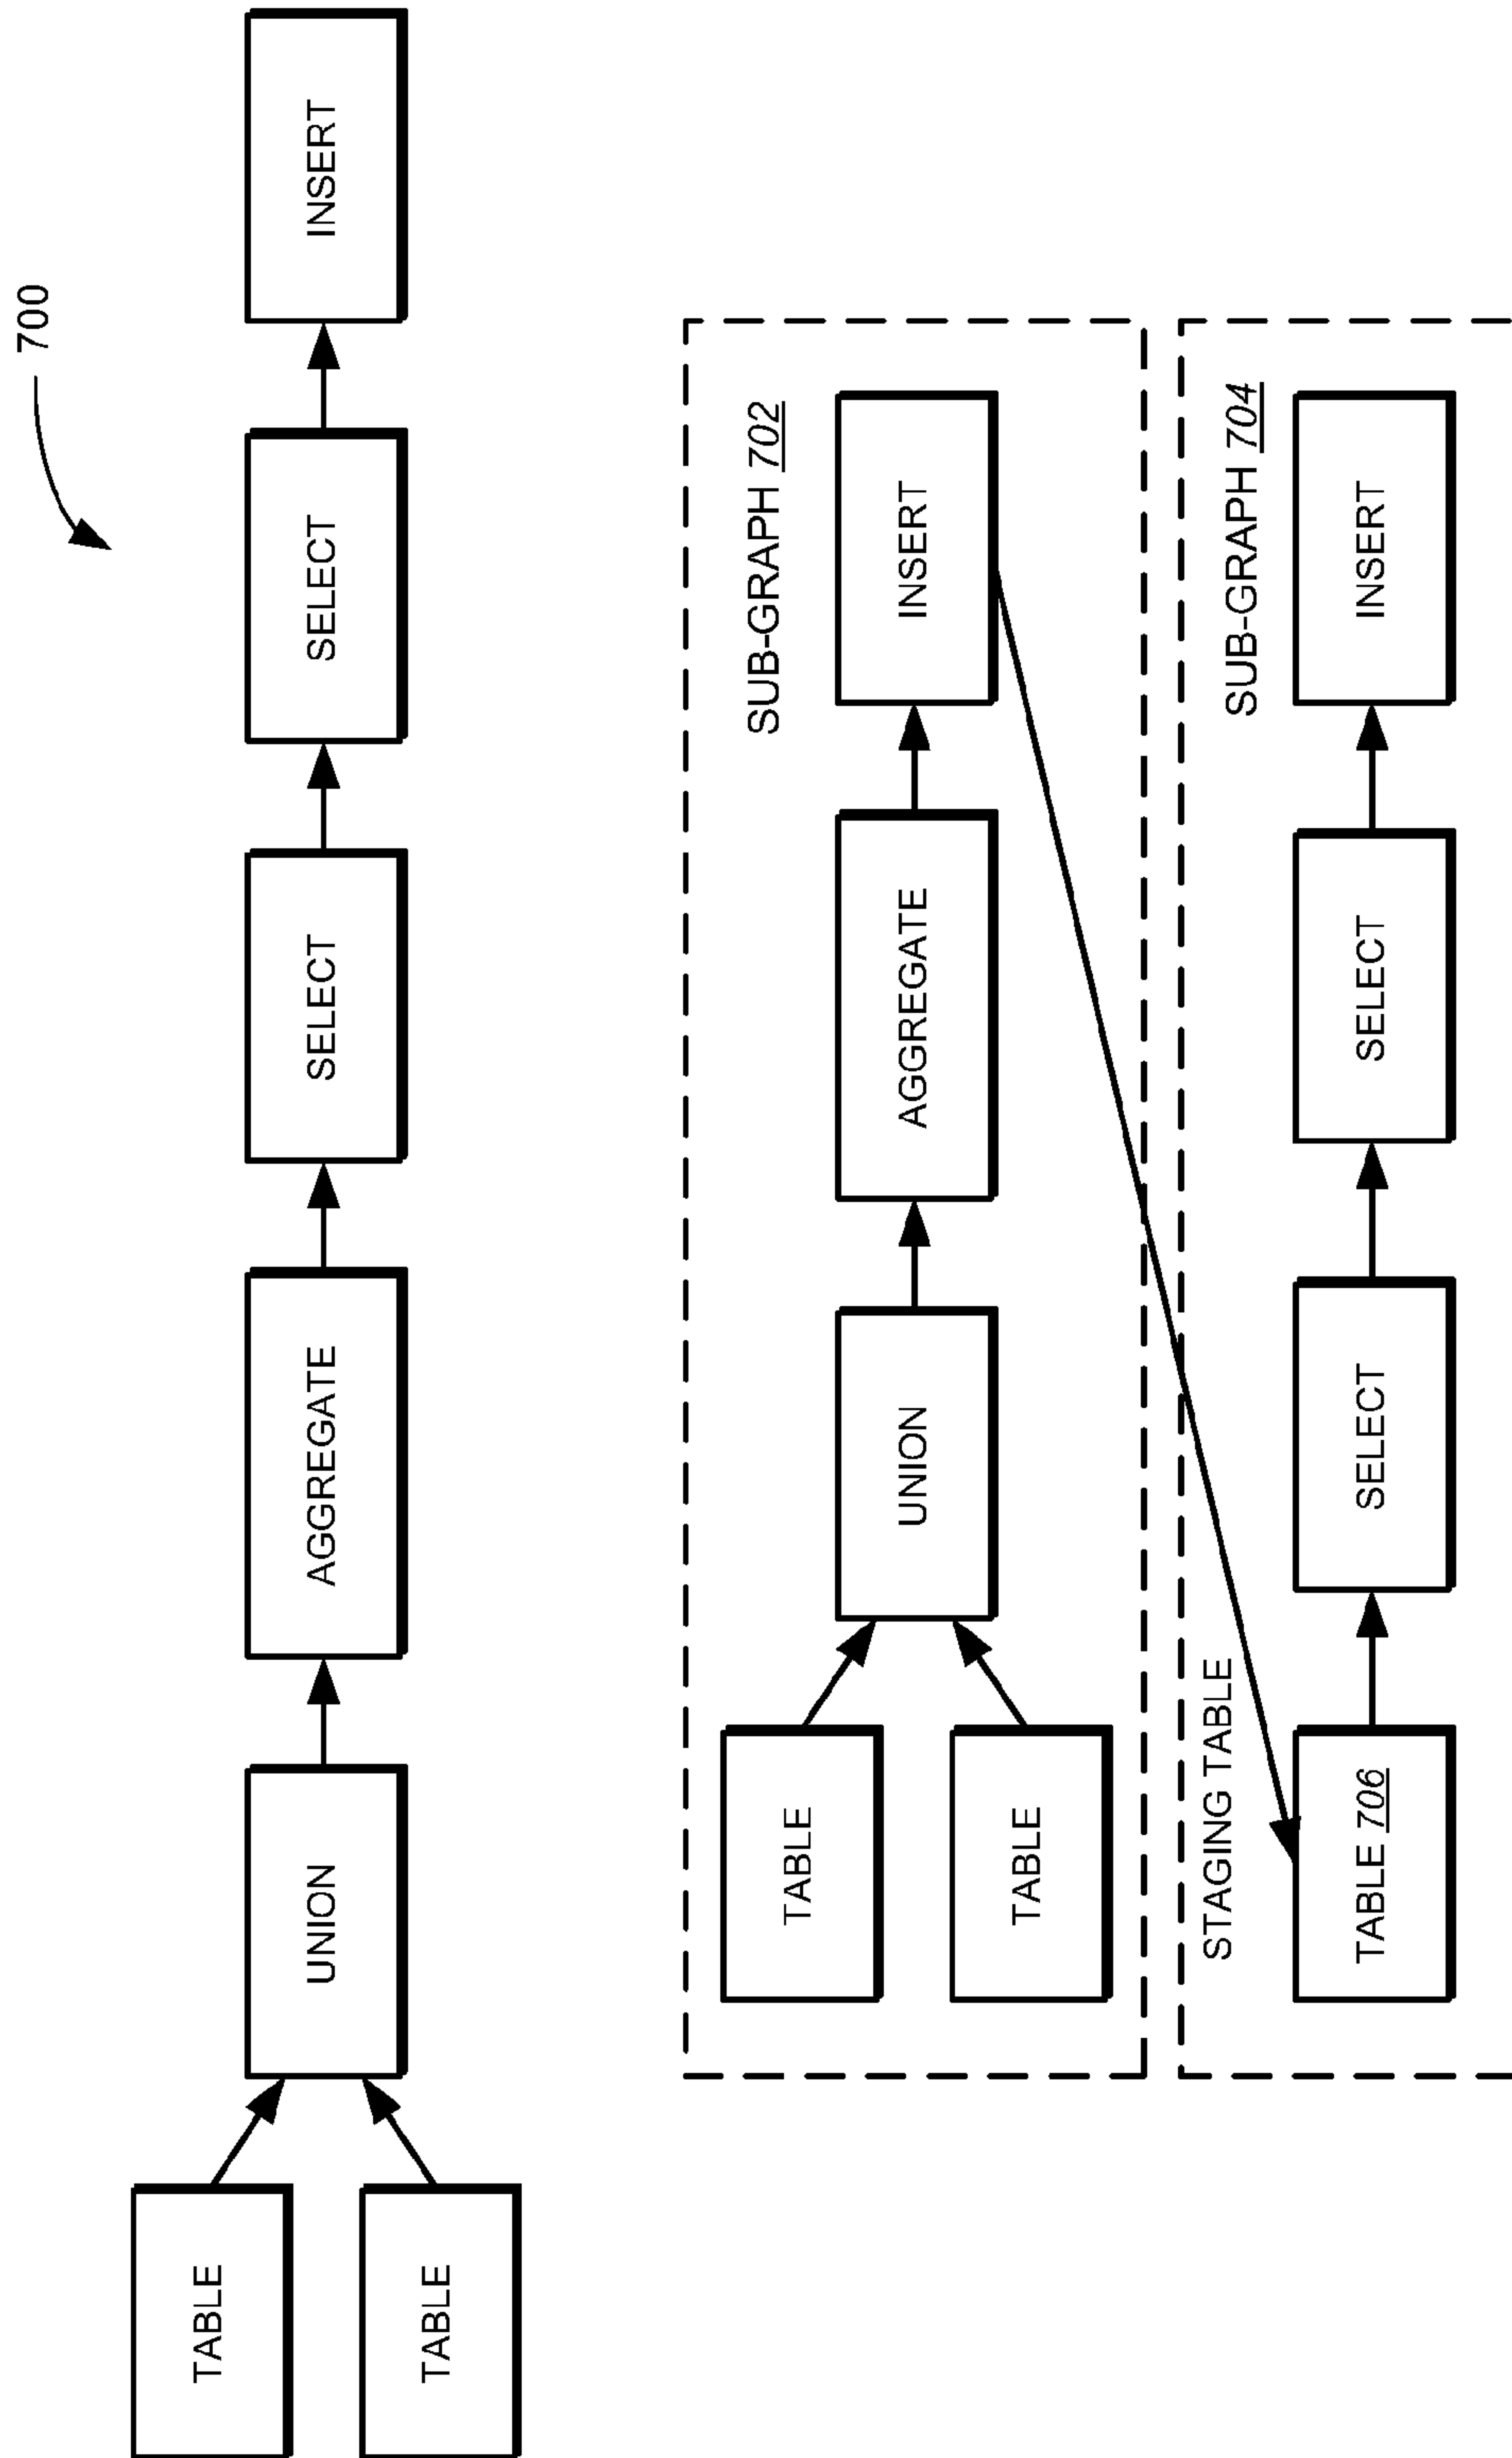 700
TABLE
TABLE
UNION
AGGREGATE
SELECT
SELECT
INSERT
SUB-GRAPH 702
TABLE
TABLE
UNION
AGGREGATE
INSERT
SUB-GRAPH 704
STAGING TABLE
TABLE 706
SELECT
SELECT
INSERT